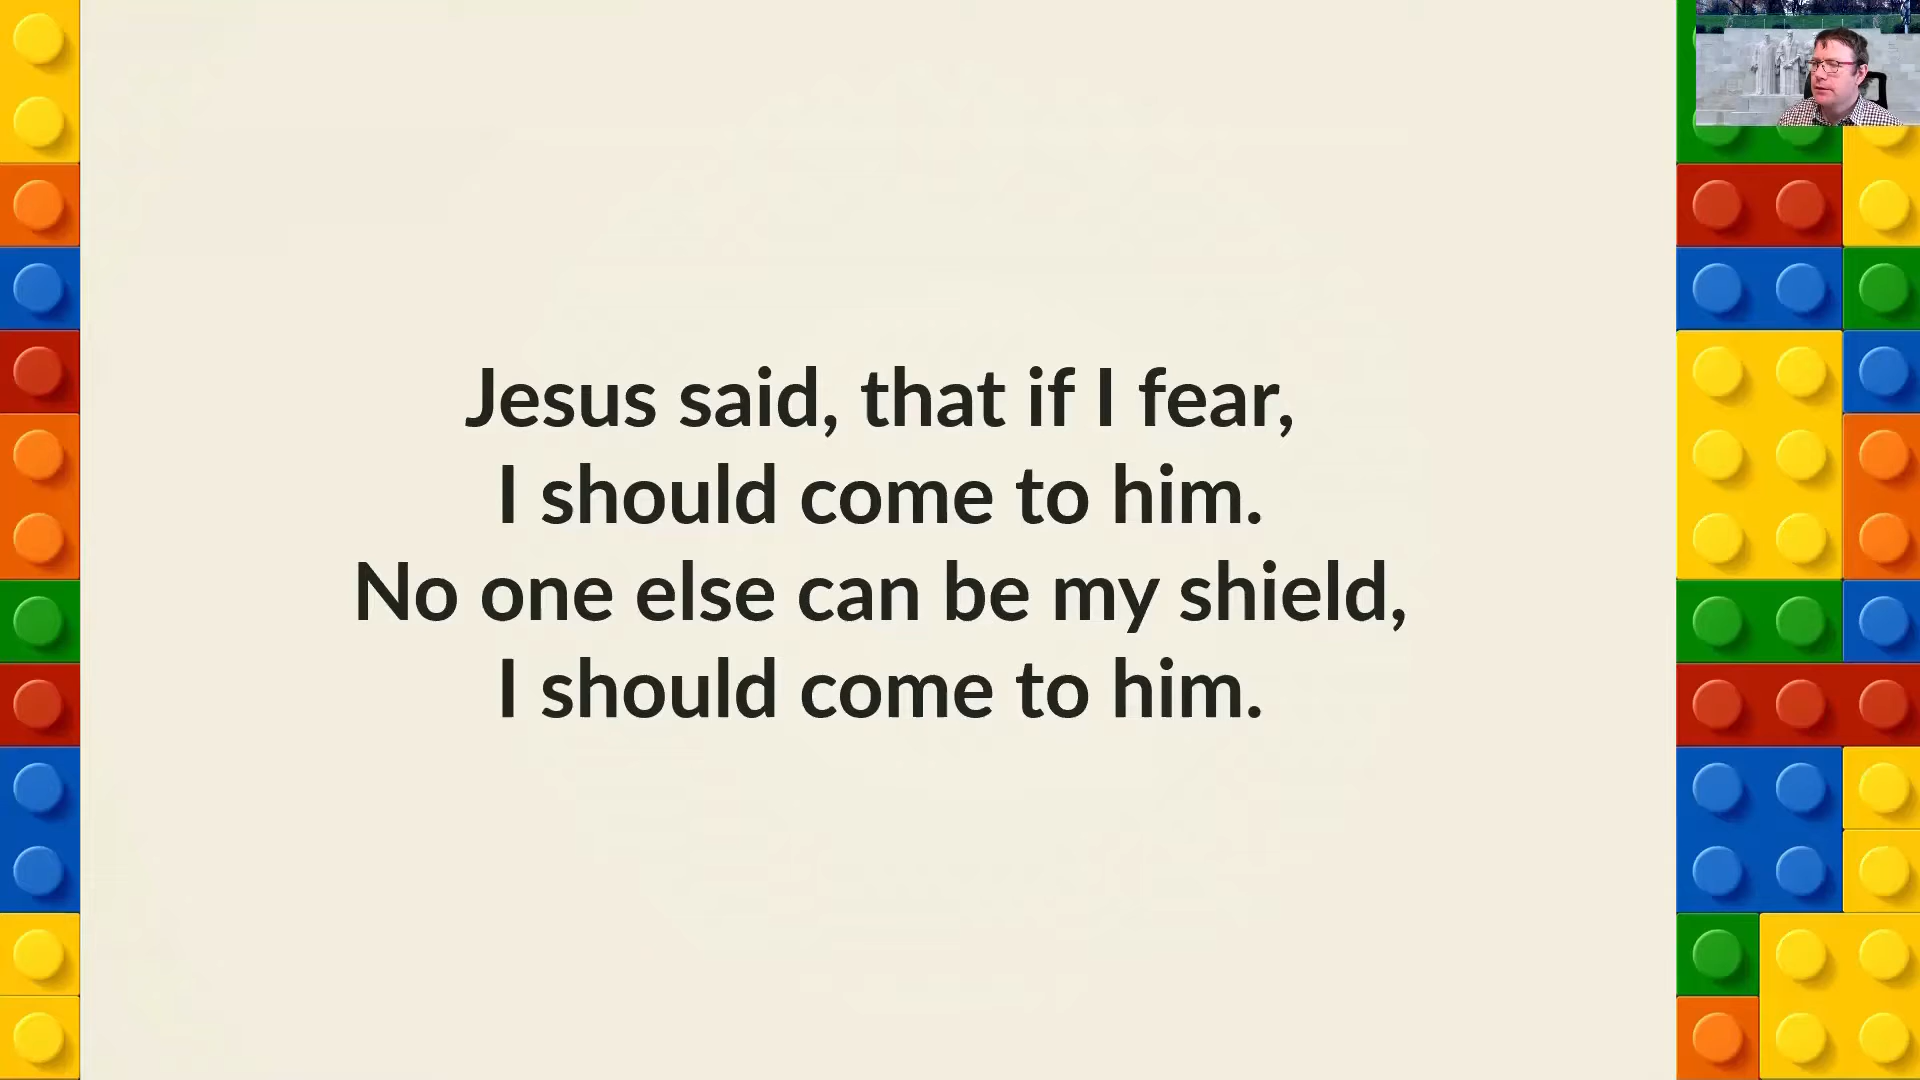 Jesus said, that if I fear,
I should come to him.
No one else can be my shield,
I should come to him.